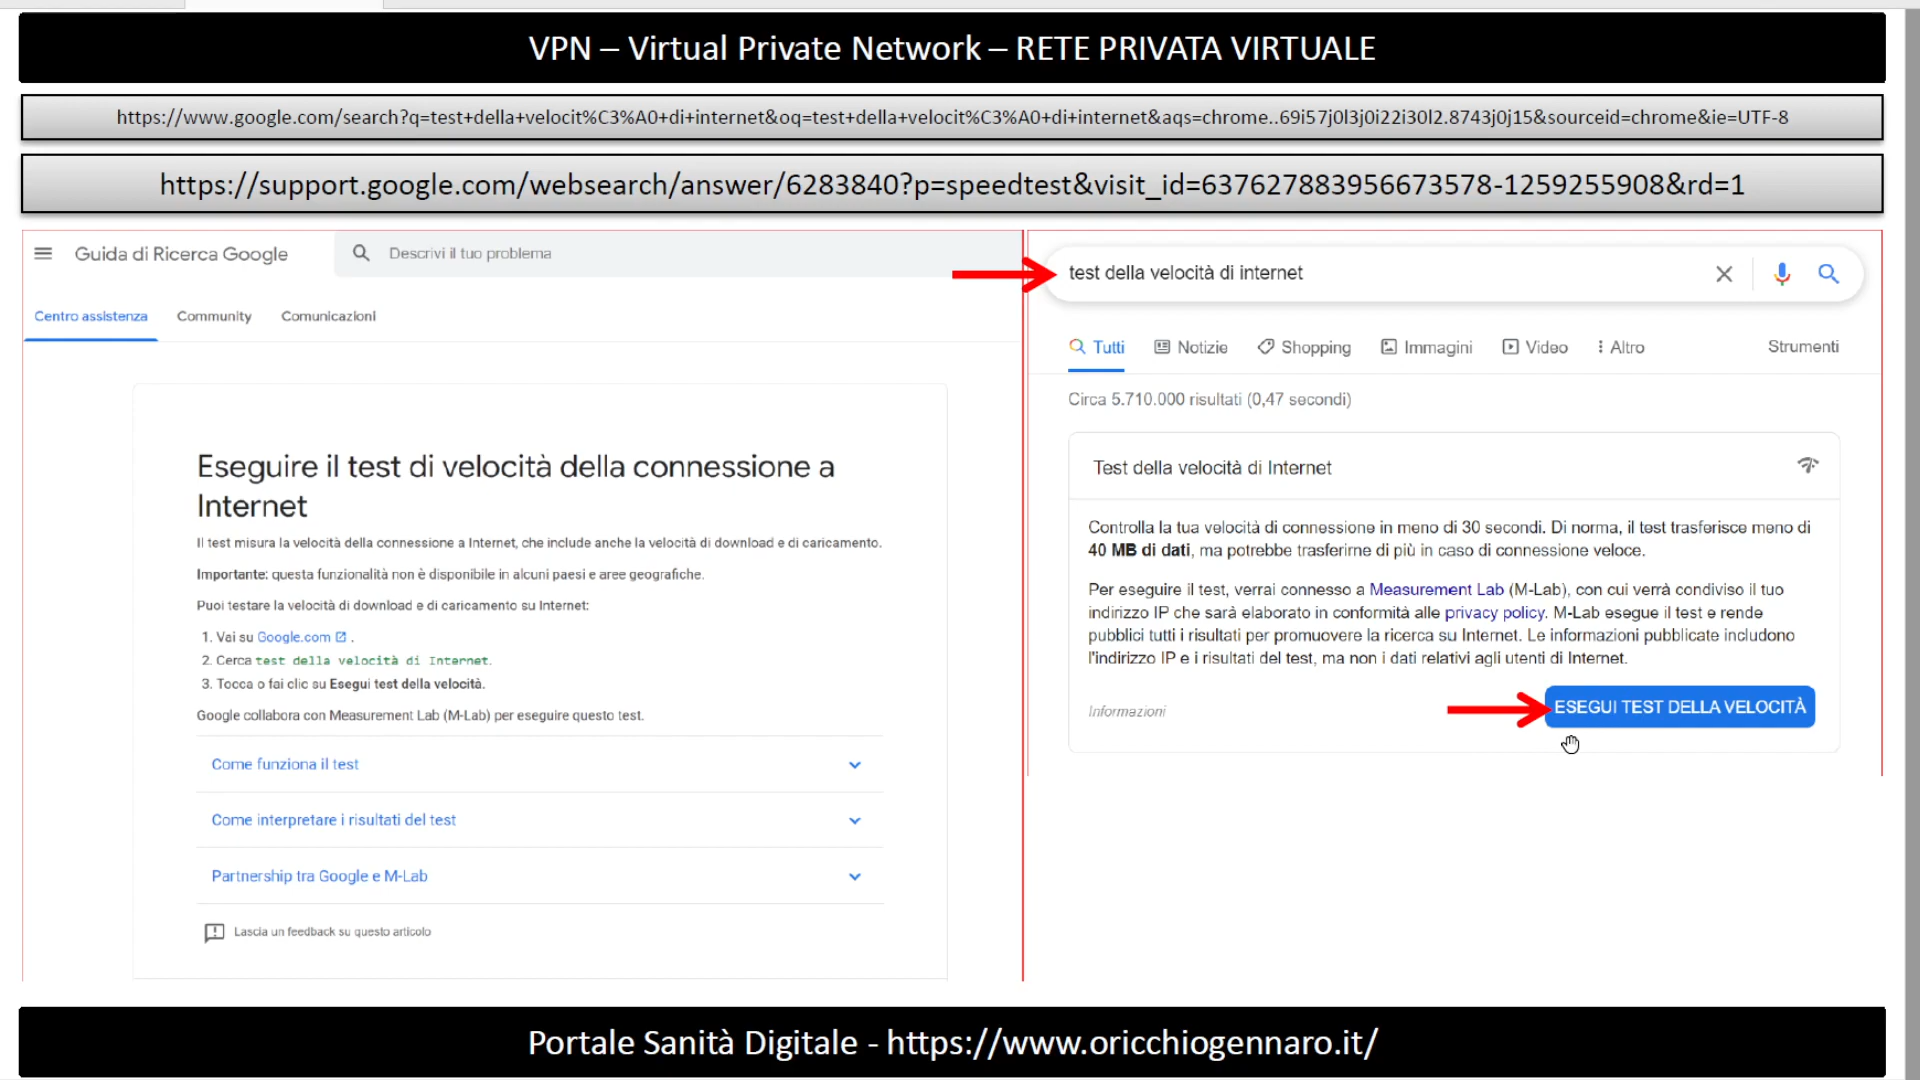 VPN – Virtual Private Network – RETE PRIVATA VIRTUALE
https://www.google.com/search?q=test+della+velocit%C3%A0+di+internet&oq=test+della+velocit%C3%A0+di+internet&aqs=chrome..69i57j0l3j0i22i30l2.8743j0j15&sourceid=chrome&ie=UTF-8
https://support.google.com/websearch/answer/6283840?p=speedtest&visit_id=637627883956673578-1259255908&rd=1
Guida di Ricerca Google
Descrivi il tuo problema
Centro assistenza Community Comunicazioni
Eseguire il test di velocità della connessione a
Internet
Il test misura la velocità della connessione a Internet, che include anche la velocità di download e di caricamento.
Importante: questa funzionalità non è disponibile in alcuni paesi e aree geografiche.
Puoi testare la velocità di download e di caricamento su Internet:
1. Vai su Google.com .
2. Cerca test della velocità di Internet.
3. Tocca o fai clic su Esegui test della velocità.
Google collabora con Measurement Lab (M-Lab) per eseguire questo test.
Come funziona il test
Come interpretare i risultati del test
Partnership tra Google e M-Lab
Lascia un feedback su questo articolo
test della velocità di internet
Tutti Notizie Shopping Immagini Video Altro Strumenti
Circa 5.710.000 risultati (0,47 secondi)
Test della velocità di Internet
Controlla la tua velocità di connessione in meno di 30 secondi. Di norma, il test trasferisce meno di
40 MB di dati, ma potrebbe trasferirne di più in caso di connessione veloce.
Per eseguire il test, verrai connesso a Measurement Lab (M-Lab), con cui verrà condiviso il tuo
indirizzo IP che sarà elaborato in conformità alle privacy policy. M-Lab esegue il test e rende
pubblici tutti i risultati per promuovere la ricerca su Internet. Le informazioni pubblicate includono
l'indirizzo IP e i risultati del test, ma non i dati relativi agli utenti di Internet.
Informazioni
ESEGUI TEST DELLA VELOCITÀ
Portale Sanità Digitale - https://www.oricchiogennaro.it/